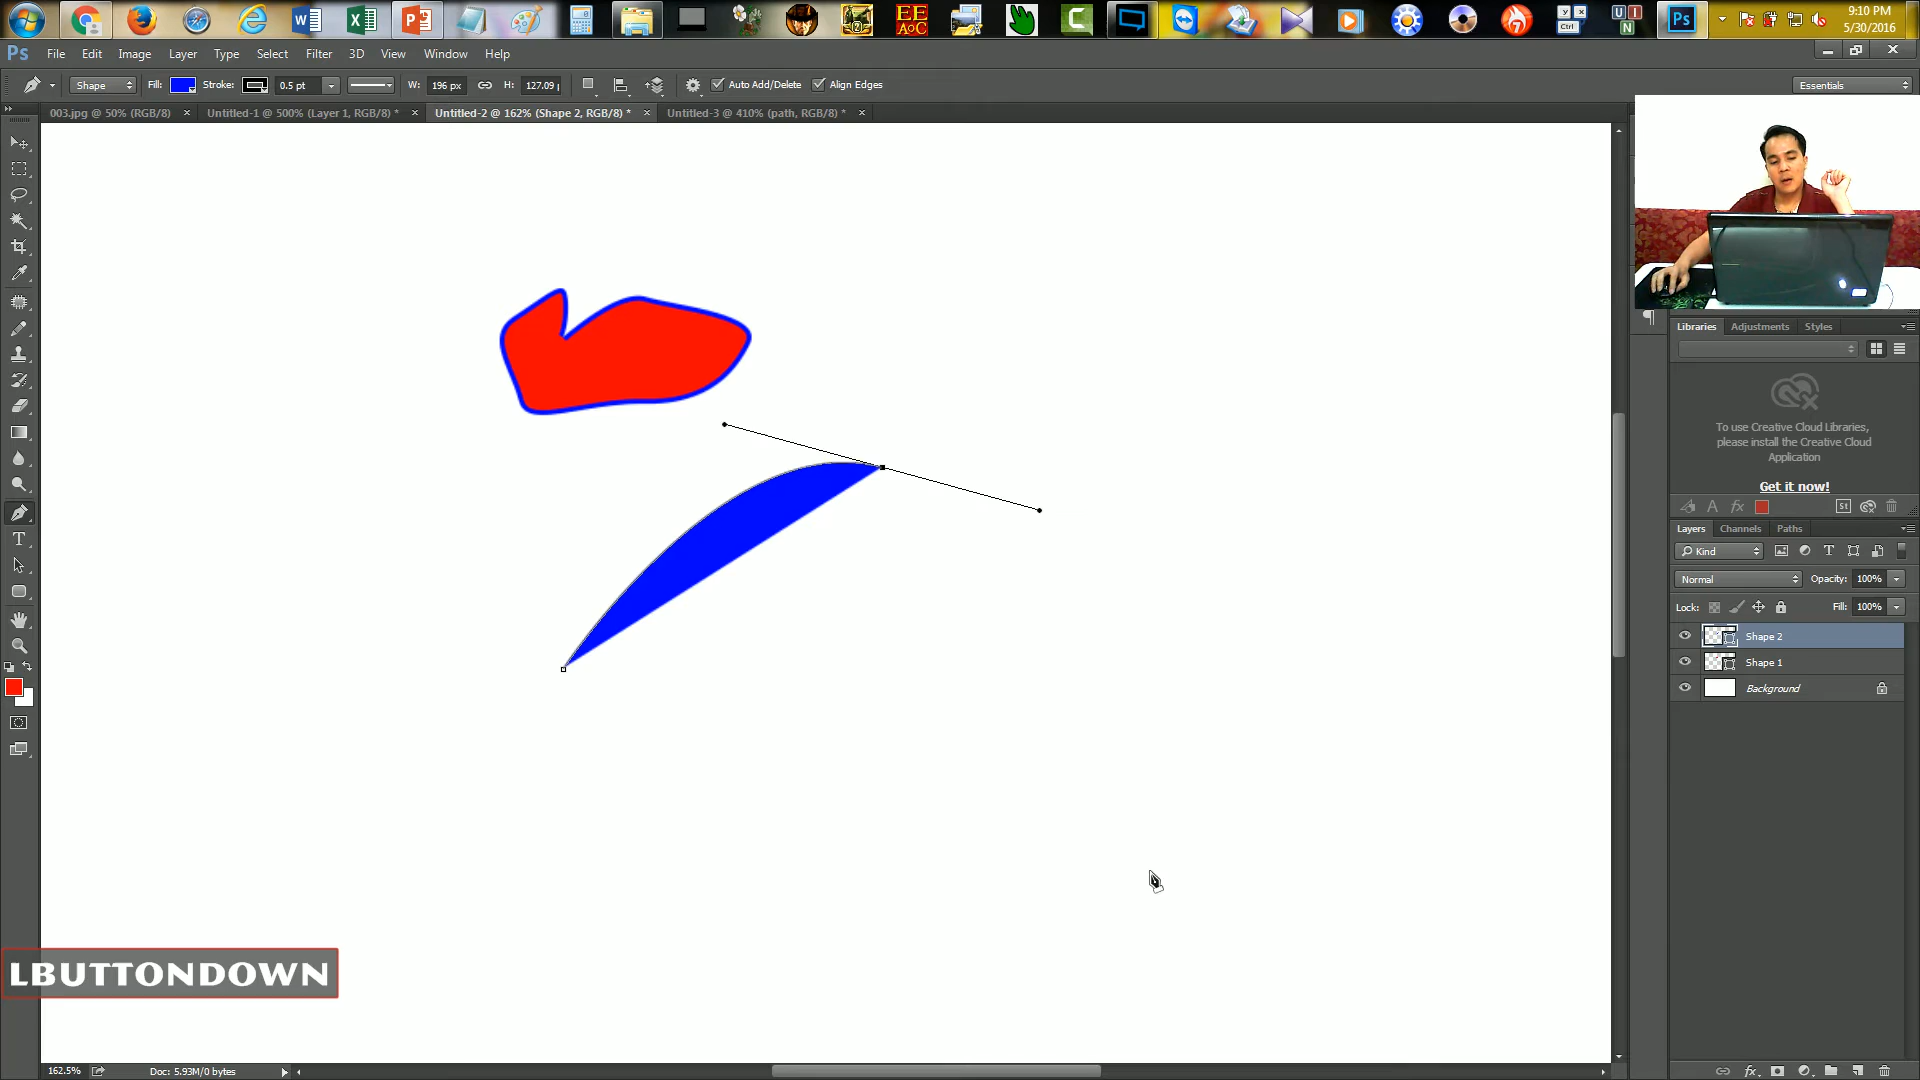 9:10 PM
5/30/2016
Ps File Edit Image Layer Type Select Filter 3D View Window Help
Shape Fill: Stroke: 0.5 pt W: 196 px H: 127.09 Auto Add/Delete Align Edges Essentials
003.jpg @ 50% (RGB/8) × Untitled-1 @ 500% (Layer 1, RGB/8) * × Untitled-2 @ 162% (Shape 2, RGB/8) * × Untitled-3 @ 410% (path, RGB/8) * ×
Libraries Adjustments Styles
To use Creative Cloud Libraries,
please install the Creative Cloud
Application
Get it now!
Layers Channels Paths
Kind
Normal Opacity: 100%
Lock: Fill: 100%
Shape 2
Shape 1
Background
LBUTTONDOWN
162.5% Doc: 5.93M/0 bytes